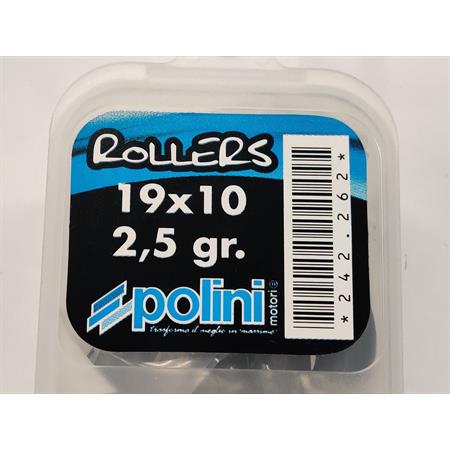 ROLLERS
19x10
2,5 gr.
polini
motori®
trasforma il meglio in "massimo"
*242.262*